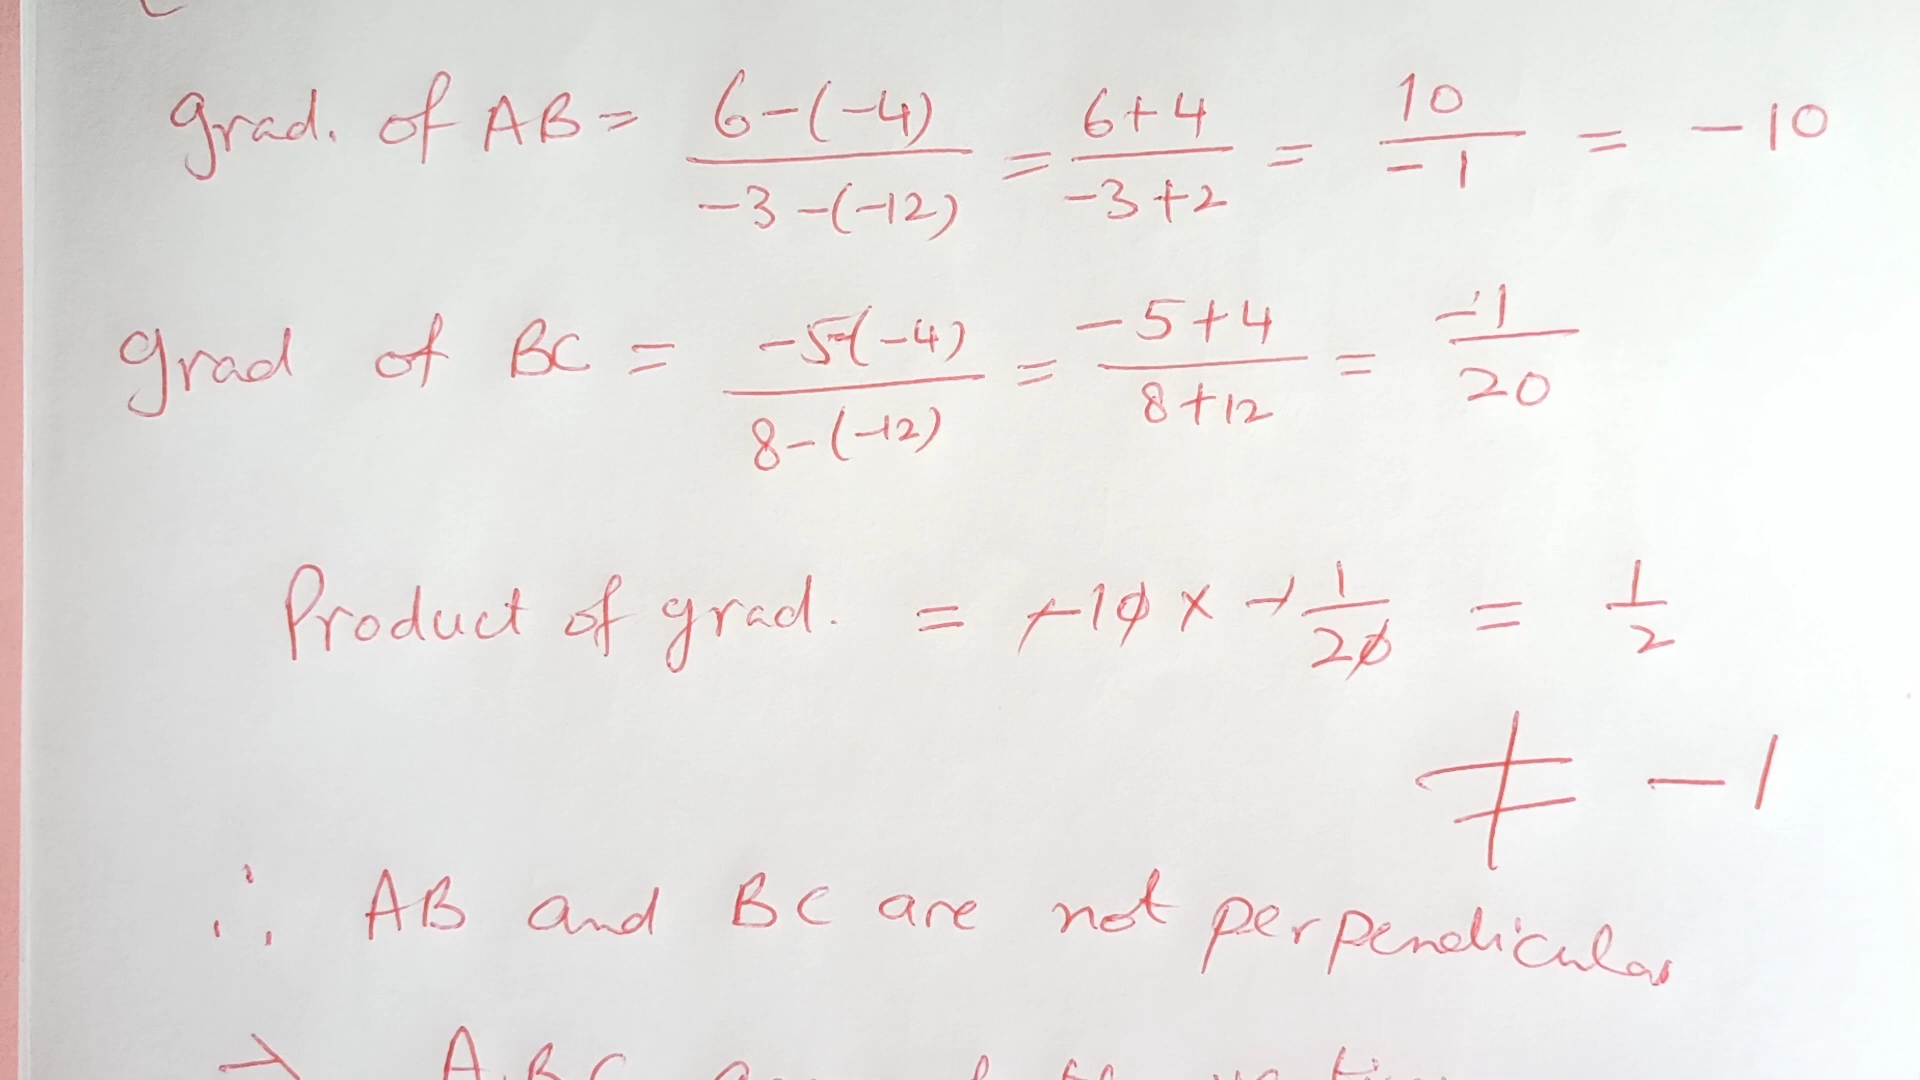 grad. of AB = 6-(-4) / -3-(-12) = 6+4 / -3+2 = 10 / -1 = -10
grad of BC = -5-(-4) / 8-(-12) = -5+4 / 8+12 = -1 / 20
Product of grad. = -10 x -1/20 = 1/2
≠ -1
∴ AB and BC are not perpendicular